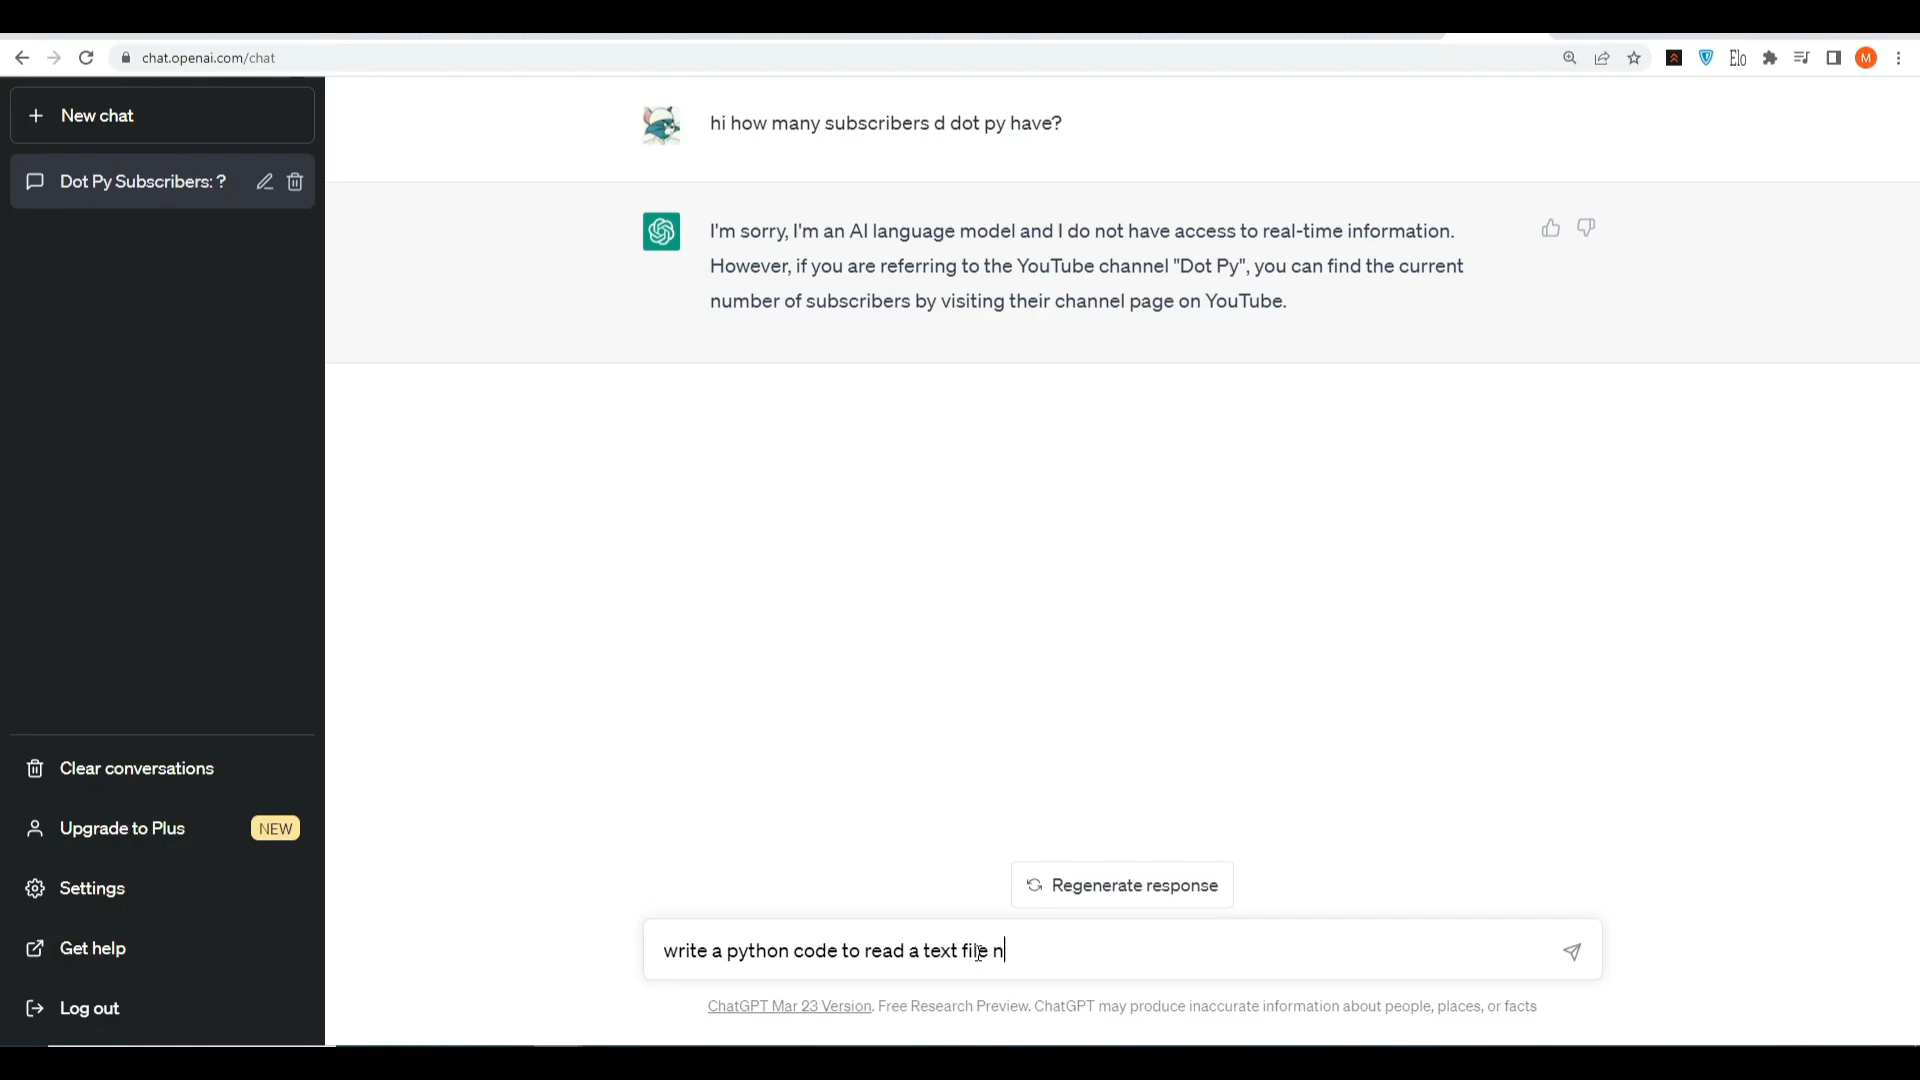 chat.openai.com/chat
Elo
M
New chat
Dot Py Subscribers: ?
hi how many subscribers d dot py have?
I'm sorry, I'm an AI language model and I do not have access to real-time information.
However, if you are referring to the YouTube channel "Dot Py", you can find the current
number of subscribers by visiting their channel page on YouTube.
Clear conversations
Upgrade to Plus
NEW
Settings
Get help
Log out
Regenerate response
write a python code to read a text file n
ChatGPT Mar 23 Version. Free Research Preview. ChatGPT may produce inaccurate information about people, places, or facts